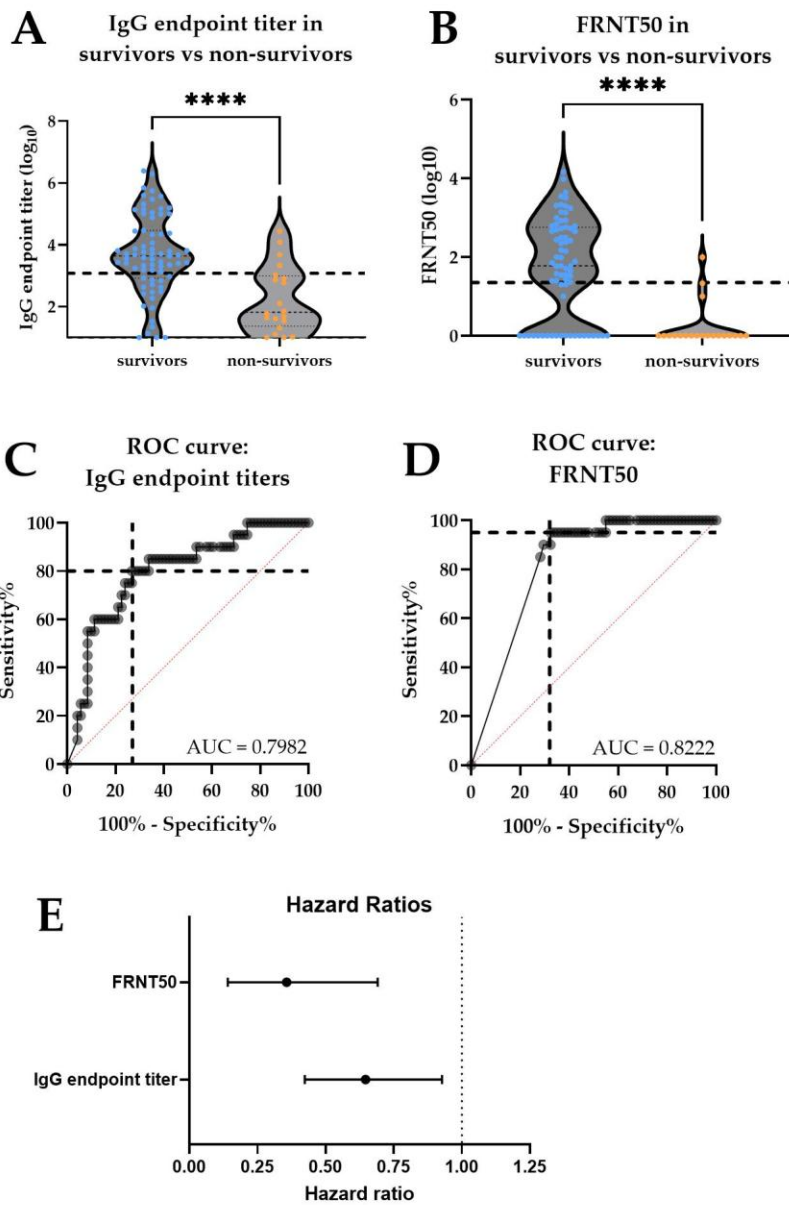 A
IgG endpoint titer in
survivors vs non-survivors
****
IgG endpoint titer (log10)
8
6
4
2
survivors
non-survivors
B
FRNT50 in
survivors vs non-survivors
****
FRNT50 (log10)
6
4
2
0
survivors
non-survivors
C
ROC curve:
IgG endpoint titers
Sensitivity%
100
80
60
40
20
0
AUC = 0.7982
0 20 40 60 80 100
100% - Specificity%
D
ROC curve:
FRNT50
Sensitivity%
100
80
60
40
20
0
AUC = 0.8222
0 20 40 60 80 100
100% - Specificity%
E
Hazard Ratios
FRNT50
IgG endpoint titer
0.00 0.25 0.50 0.75 1.00 1.25
Hazard ratio